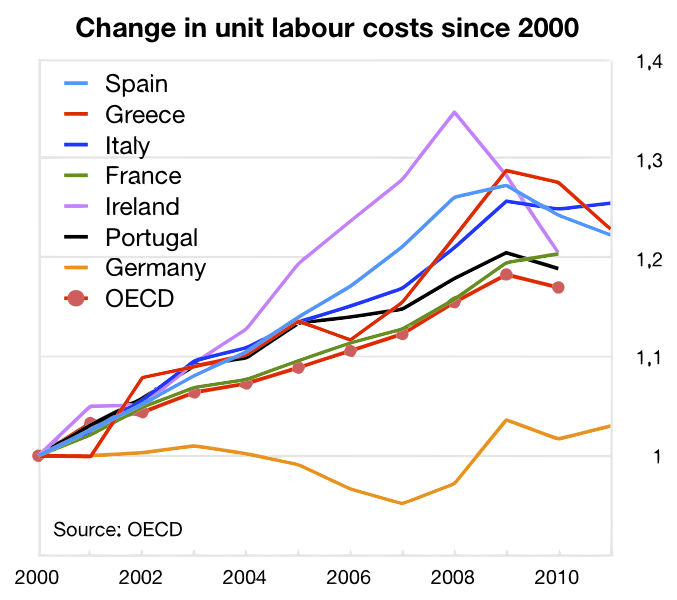 Change in unit labour costs since 2000
1,4
Spain
Greece
Italy
1,3
France
Ireland
Portugal
1,2
Germany
OECD
1,1
1
Source: OECD
2000 2002 2004 2006 2008 2010